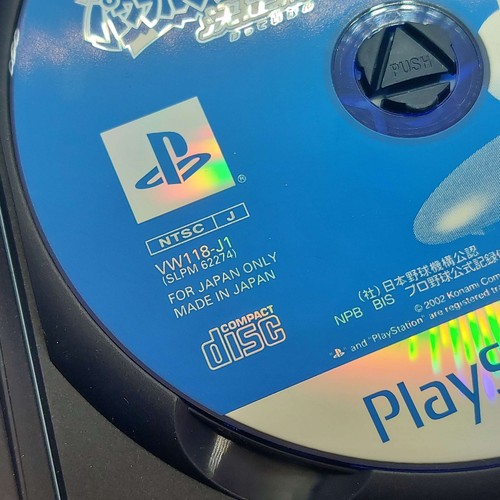 PUSH
NTSC J
VW118-J1
(SLPM 62274)
FOR JAPAN ONLY
MADE IN JAPAN
COMPACT
disc
(社)日本野球機構公認
NPB BIS プロ野球公式記録
© 2002 Konami
and "PlayStation" are registered
PlayS